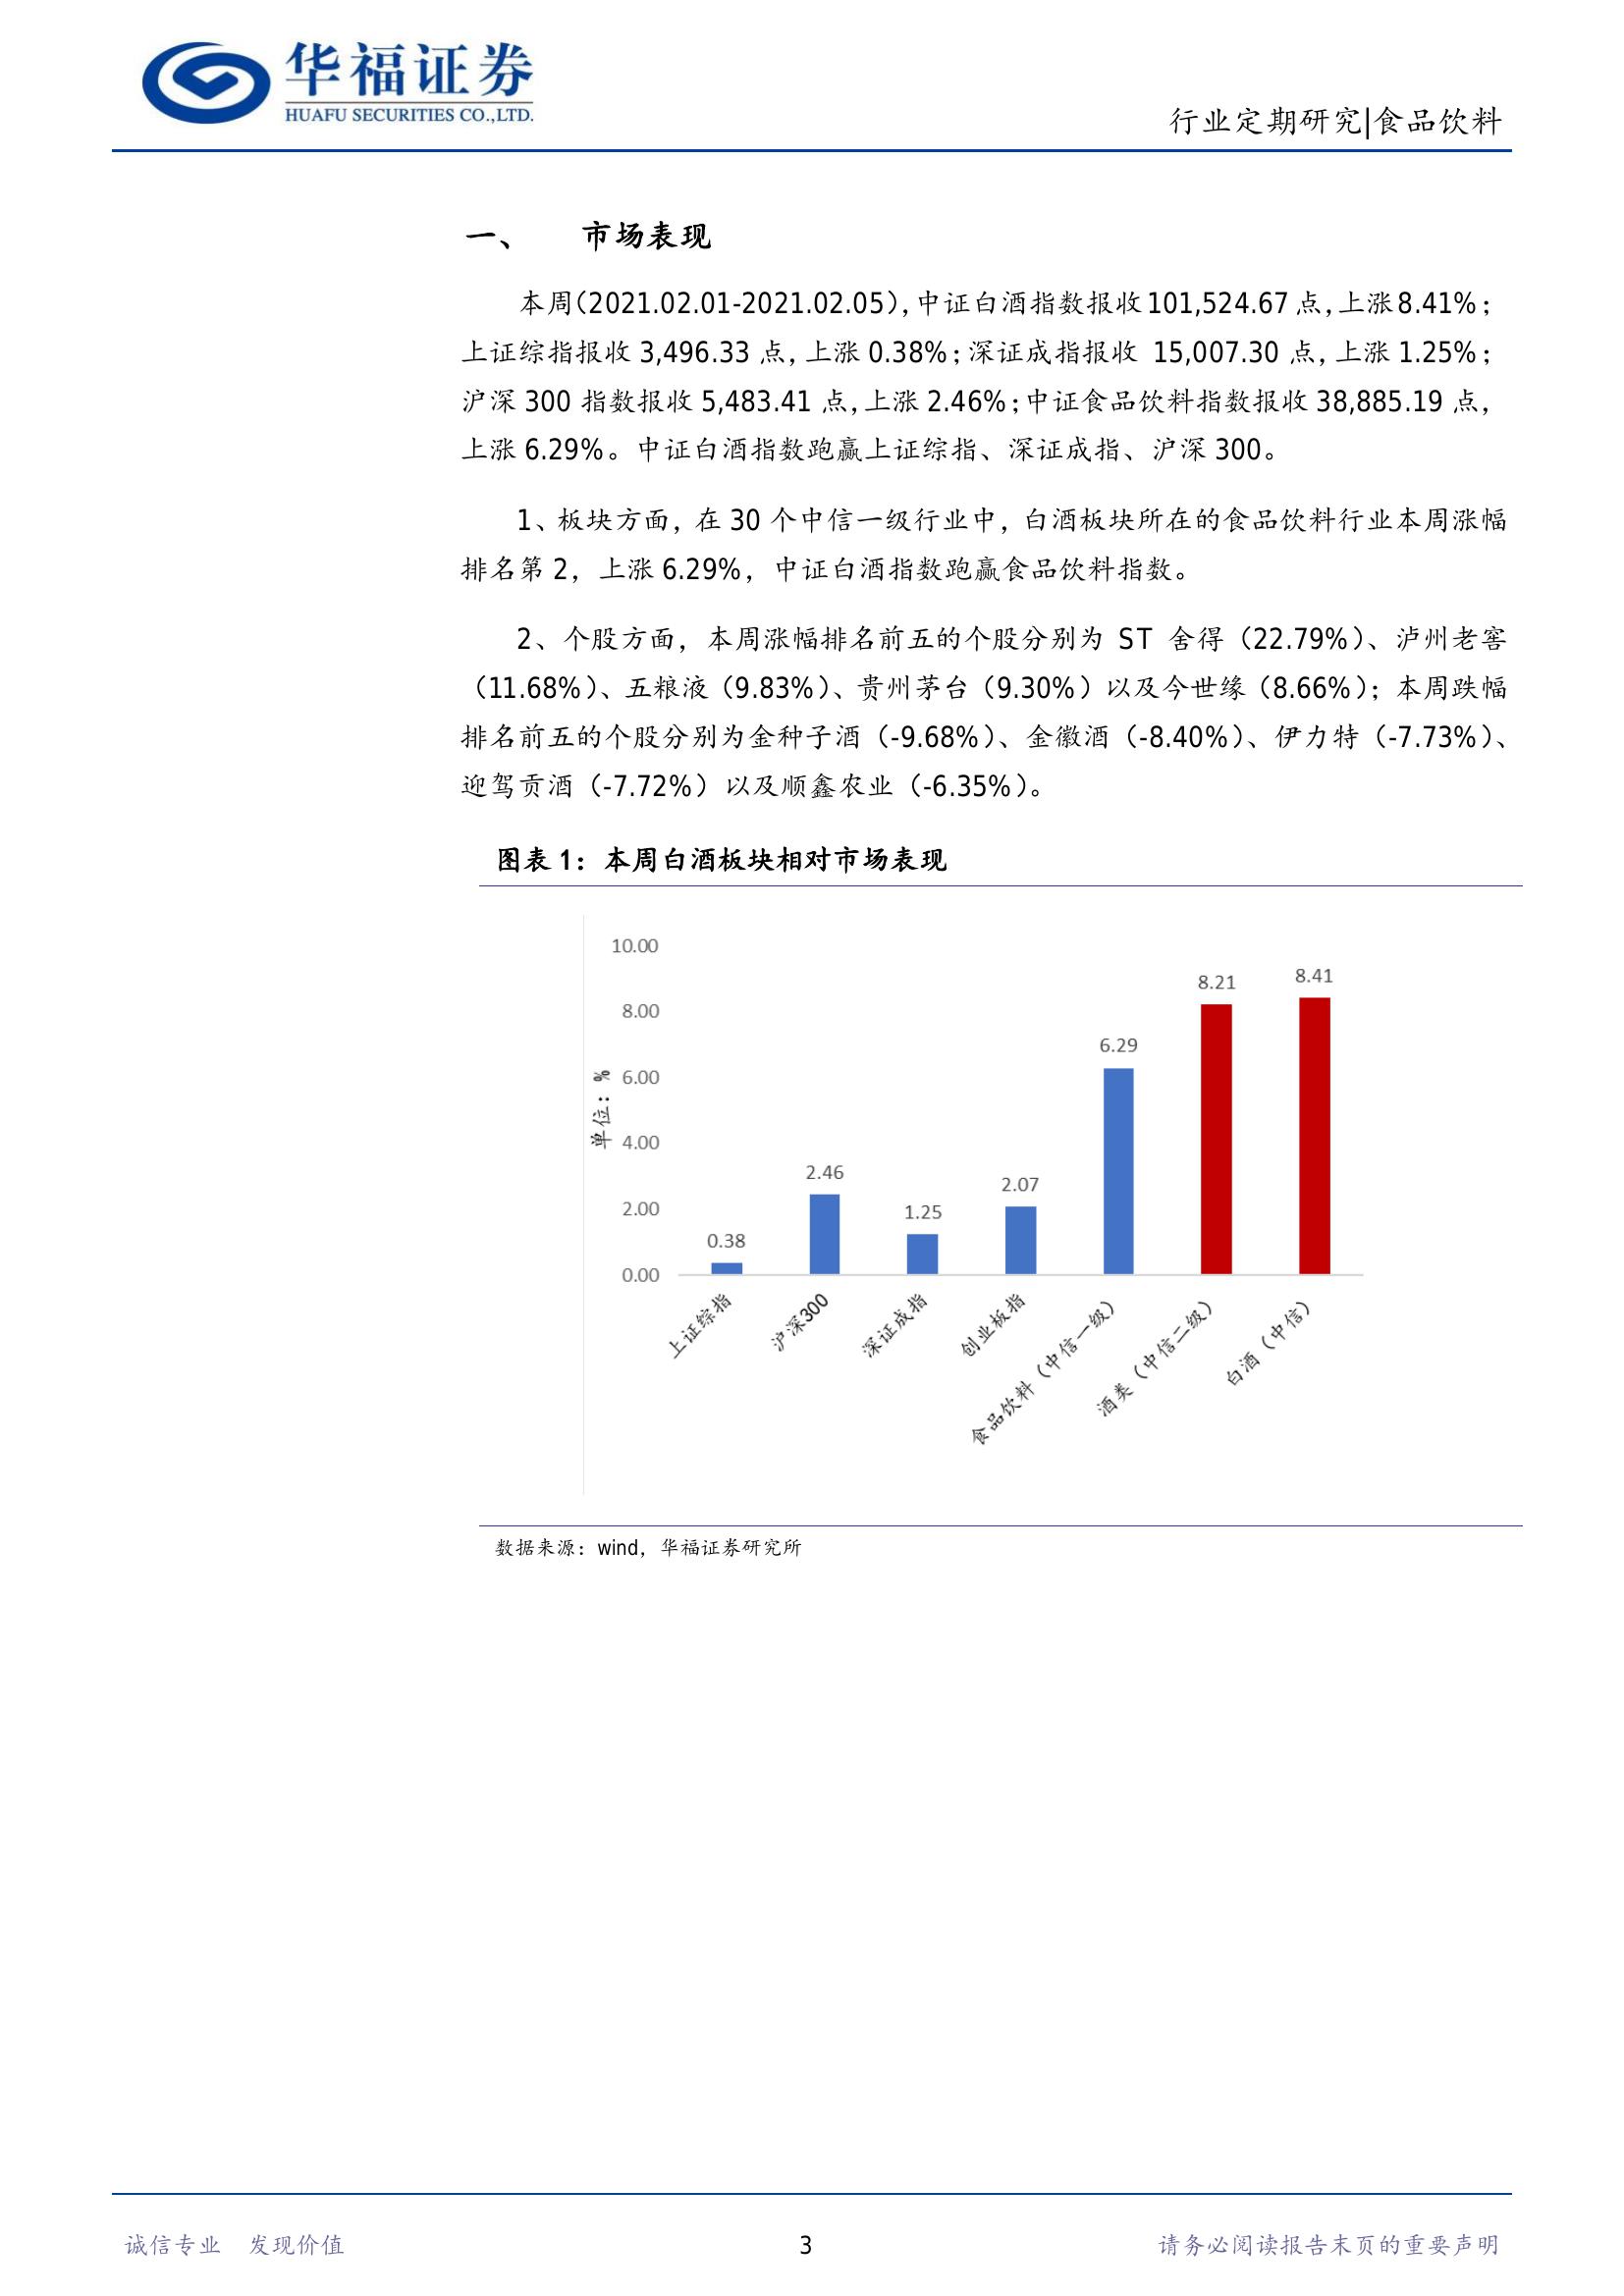 华福证券
HUAFU SECURITIES CO.,LTD.
行业定期研究|食品饮料
一、 市场表现
本周(2021.02.01-2021.02.05),中证白酒指数报收101,524.67点,上涨8.41%;
上证综指报收 3,496.33 点,上涨 0.38%;深证成指报收 15,007.30 点,上涨 1.25%;
沪深 300 指数报收 5,483.41 点,上涨 2.46%;中证食品饮料指数报收 38,885.19 点,
上涨 6.29%。中证白酒指数跑赢上证综指、深证成指、沪深 300。
1、板块方面，在 30 个中信一级行业中，白酒板块所在的食品饮料行业本周涨幅
排名第 2，上涨 6.29%，中证白酒指数跑赢食品饮料指数。
2、个股方面，本周涨幅排名前五的个股分别为 ST 舍得（22.79%）、泸州老窖
（11.68%）、五粮液（9.83%）、贵州茅台（9.30%）以及今世缘（8.66%）；本周跌幅
排名前五的个股分别为金种子酒（-9.68%）、金徽酒（-8.40%）、伊力特（-7.73%）、
迎驾贡酒（-7.72%）以及顺鑫农业（-6.35%）。
图表 1：本周白酒板块相对市场表现
单位：%
10.00
8.00
6.00
4.00
2.00
0.00
0.38
2.46
1.25
2.07
6.29
8.21
8.41
上证综指
沪深300
深证成指
创业板指
食品饮料（中信一级）
酒类（中信二级）
白酒（中信）
数据来源：wind，华福证券研究所
诚信专业 发现价值
3
请务必阅读报告末页的重要声明